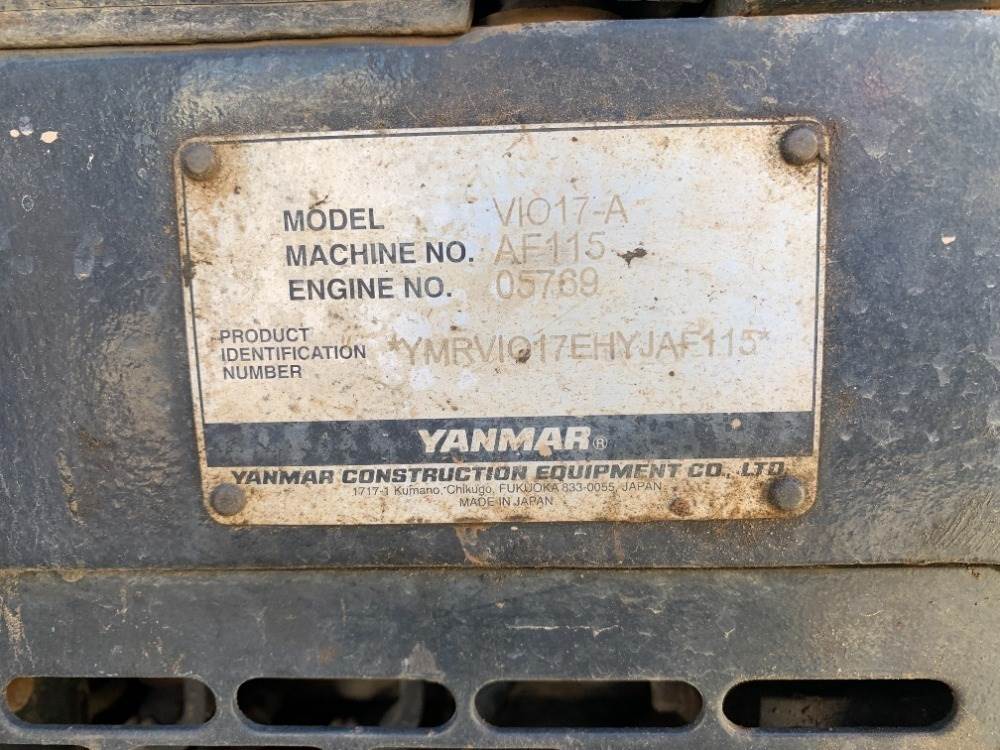 MODEL VIO17-A
MACHINE NO. AF115
ENGINE NO. 05769
PRODUCT
IDENTIFICATION *YMRVIO17EHYJAF115*
NUMBER
YANMAR®
YANMAR CONSTRUCTION EQUIPMENT CO., LTD.
1717-1 Kumano, Chikugo, FUKUOKA 833-0055, JAPAN
MADE IN JAPAN